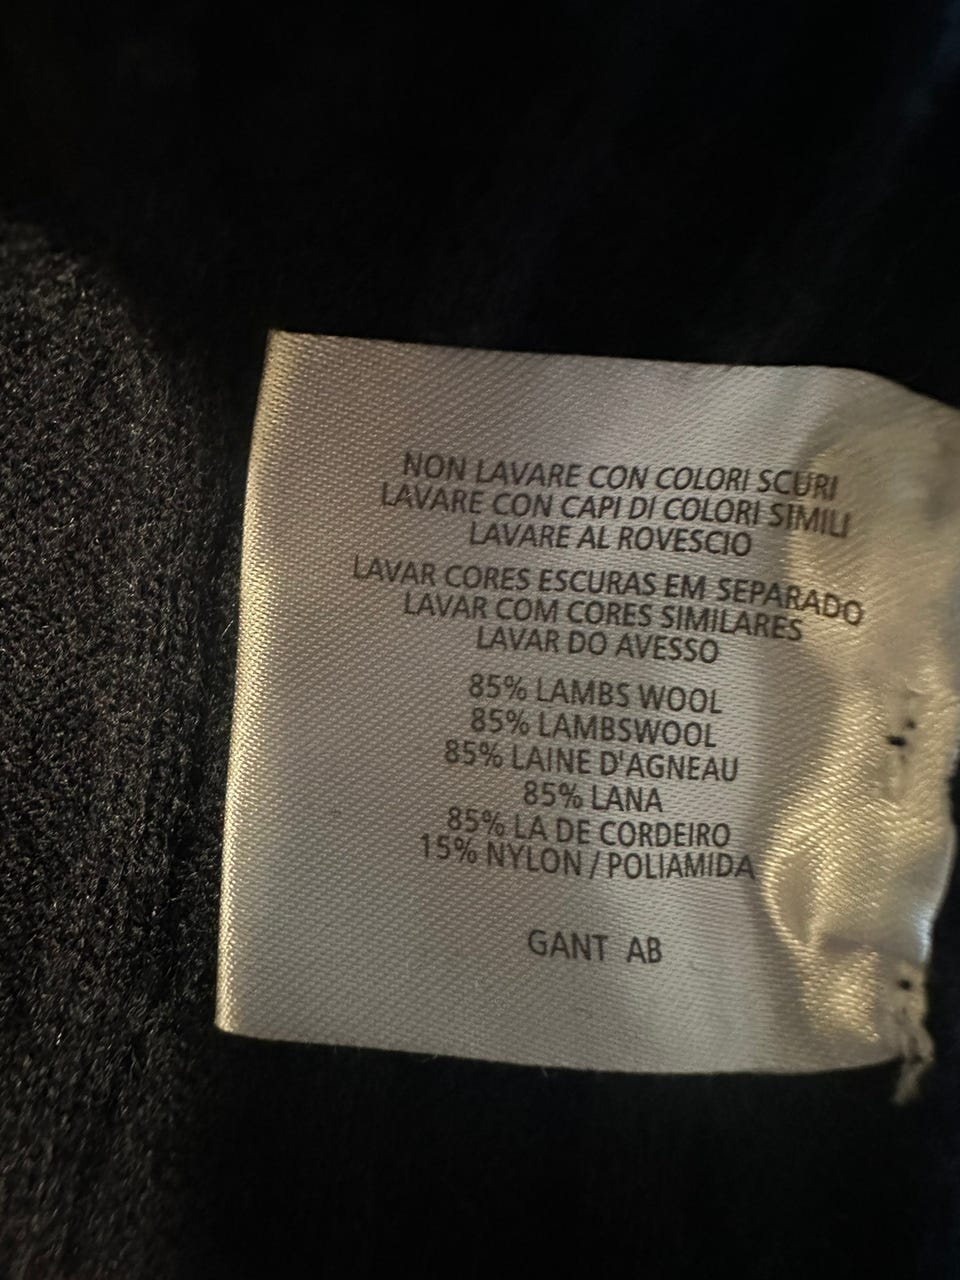 NON LAVARE CON COLORI SCURI
LAVARE CON CAPI DI COLORI SIMILI
LAVARE AL ROVESCIO
LAVAR CORES ESCURAS EM SEPARADO
LAVAR COM CORES SIMILARES
LAVAR DO AVESSO
85% LAMBS WOOL
85% LAMBSWOOL
85% LAINE D'AGNEAU
85% LANA
85% LA DE CORDEIRO
15% NYLON / POLIAMIDA
GANT AB